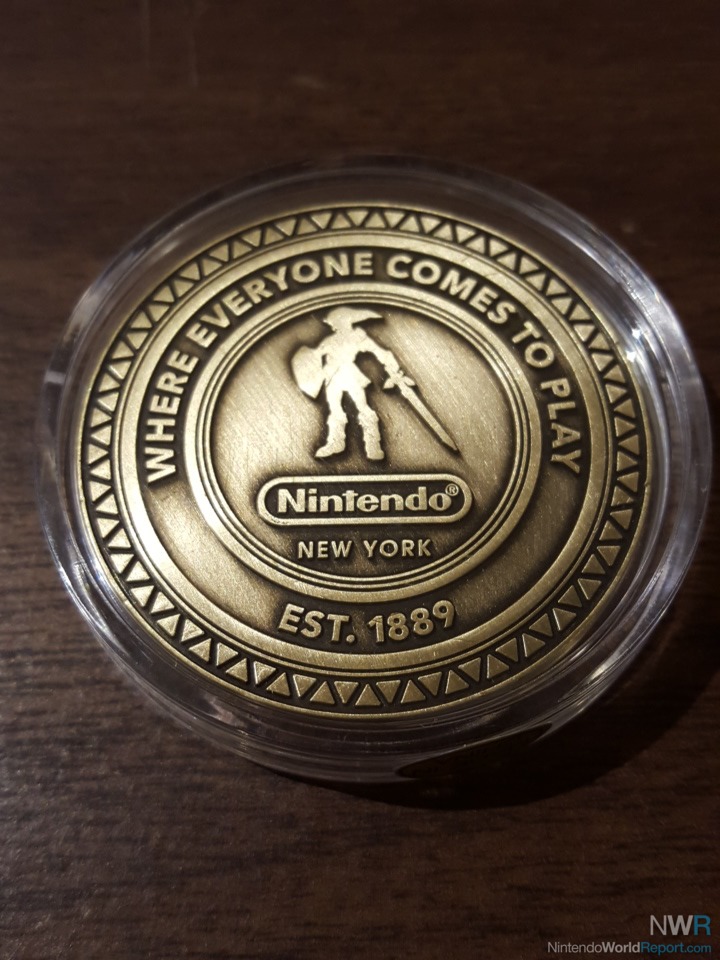 WHERE EVERYONE COMES TO PLAY
Nintendo®
NEW YORK
EST. 1889
NWR
NintendoWorldReport.com